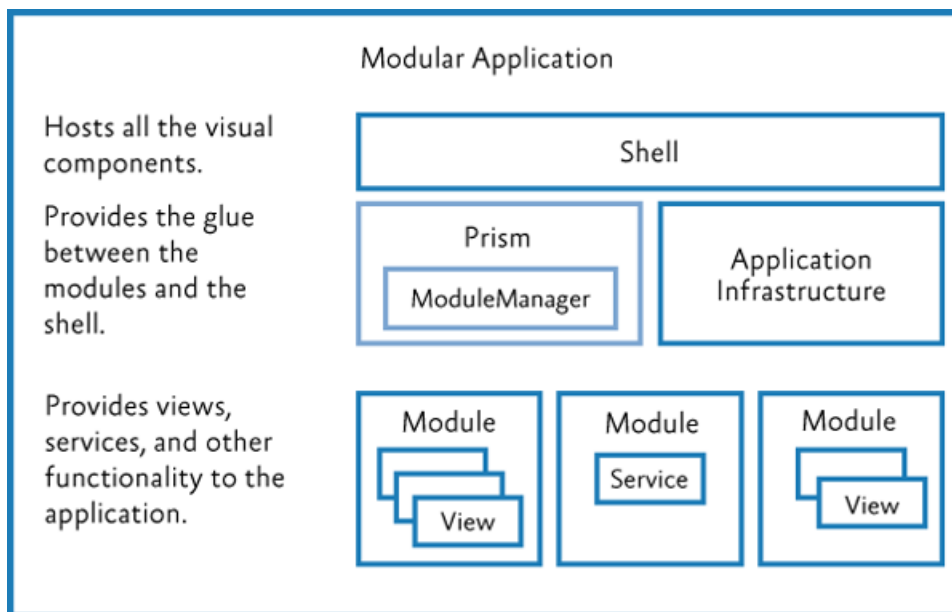 Modular Application
Hosts all the visual
components.
Shell
Provides the glue
between the
modules and the
shell.
Prism
ModuleManager
Application
Infrastructure
Provides views,
services, and other
functionality to the
application.
Module
View
Module
Service
Module
View